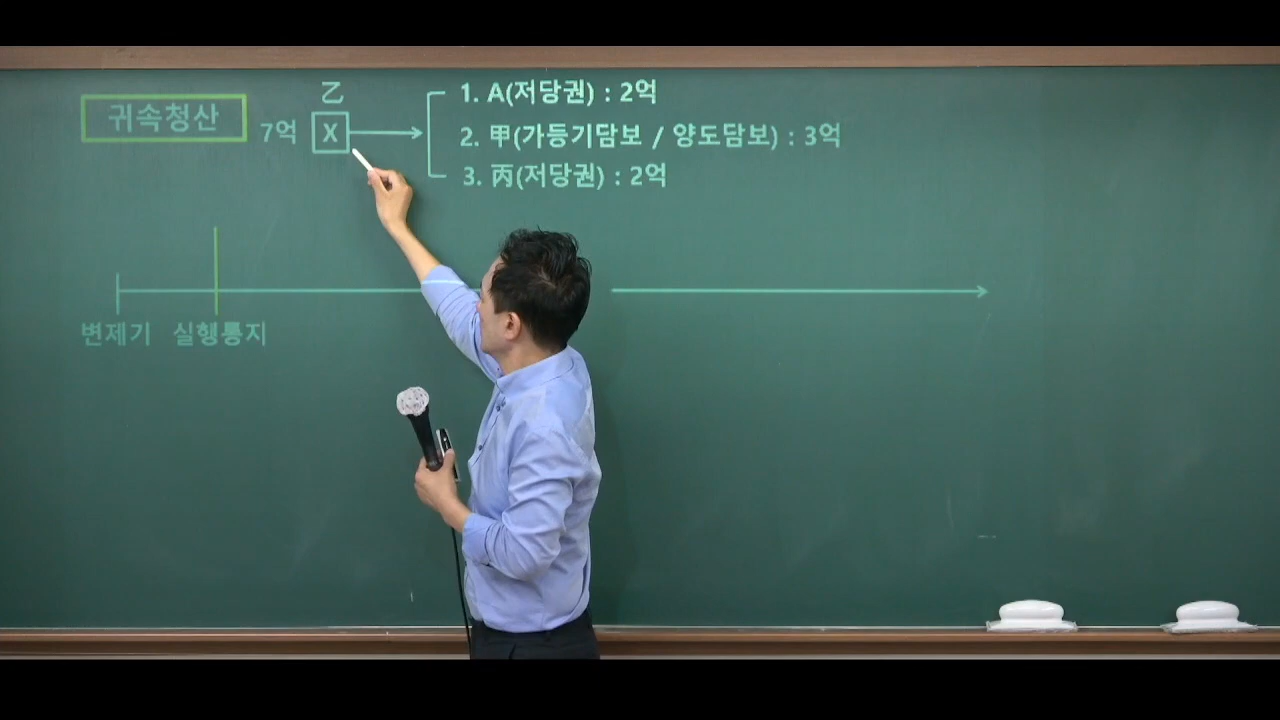 귀속청산
7억
乙
X
1. A(저당권) : 2억
2. 甲(가등기담보 / 양도담보) : 3억
3. 丙(저당권) : 2억
변제기 실행통지